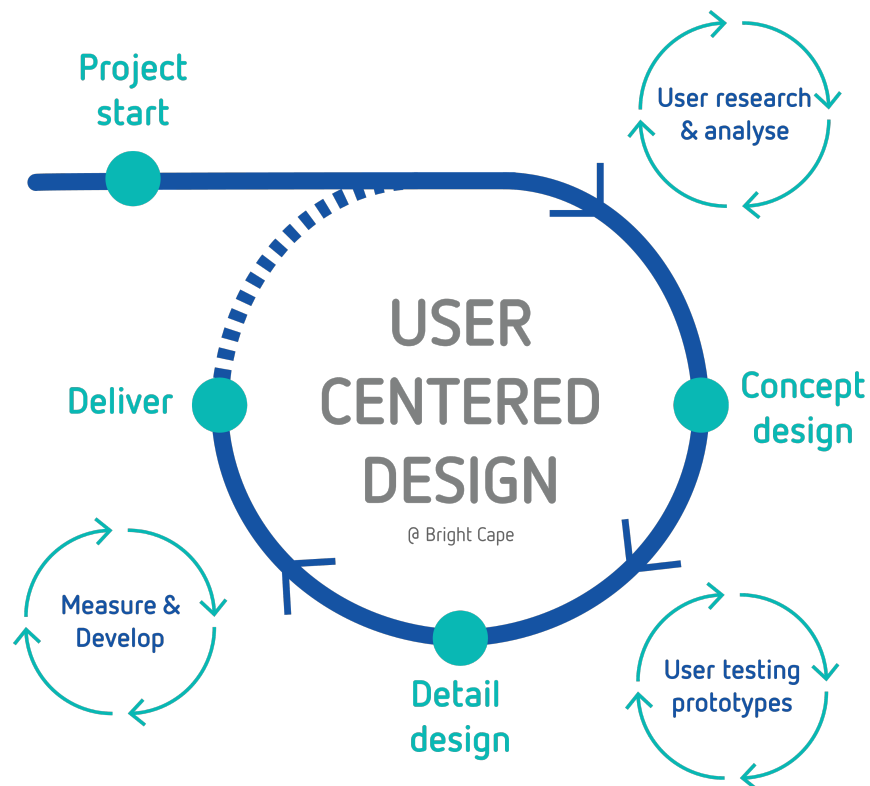 Project
start
User research
& analyse
USER
CENTERED
DESIGN
@ Bright Cape
Deliver
Concept
design
Measure &
Develop
Detail
design
User testing
prototypes